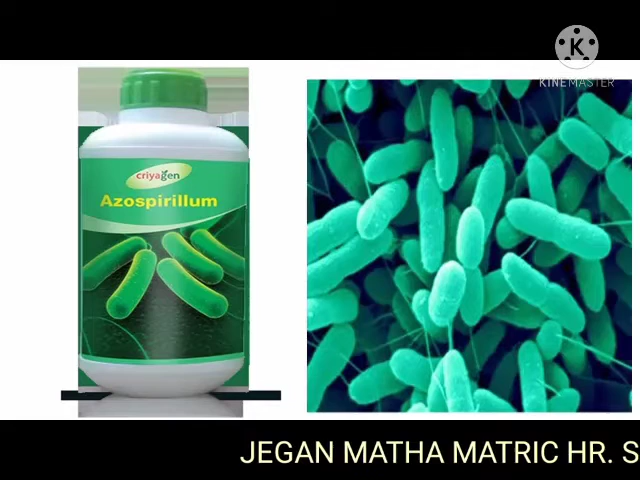 KINEMASTER
criyagen
Azospirillum
JEGAN MATHA MATRIC HR. S